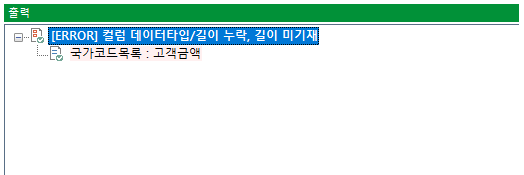 출력
[ERROR] 컬럼 데이터타입/길이 누락, 길이 미기재
국가코드목록 : 고객금액